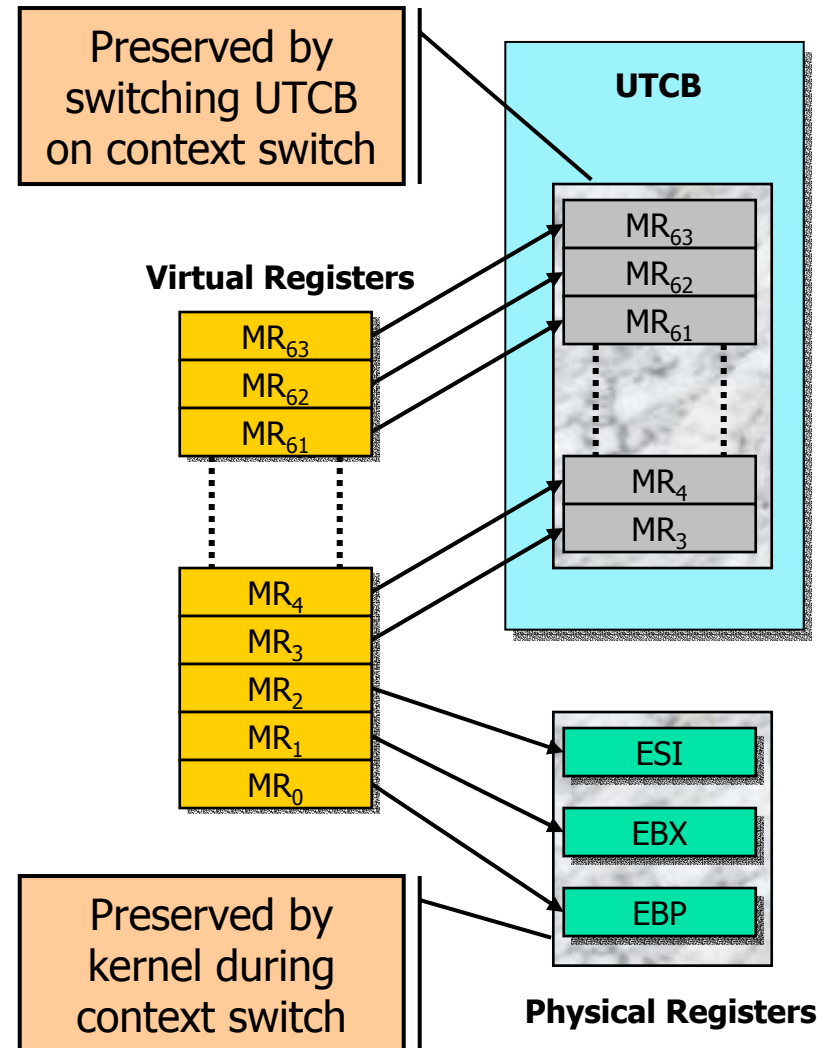 Preserved by
switching UTCB
on context switch
UTCB
MR₆₃
MR₆₂
MR₆₁
MR₄
MR₃
Virtual Registers
MR₆₃
MR₆₂
MR₆₁
MR₄
MR₃
MR₂
MR₁
MR₀
ESI
EBX
EBP
Physical Registers
Preserved by
kernel during
context switch